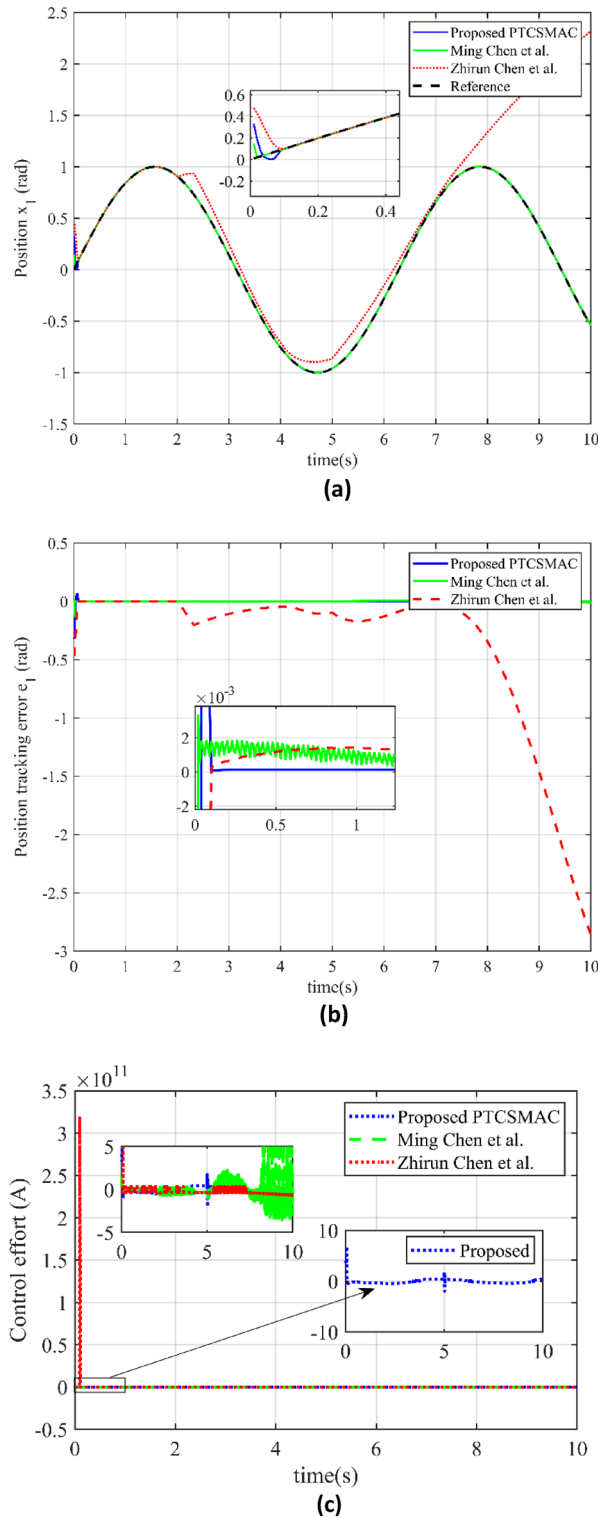 2.5
2
1.5
1
0.5
0
-0.5
-1
-1.5
Position x1 (rad)
Proposed PTCSMAC
Ming Chen et al.
Zhirun Chen et al.
Reference
0.6
0.4
0.2
0
-0.2
0 0.2 0.4
0 1 2 3 4 5 6 7 8 9 10
time(s)
(a)
0.5
0
-0.5
-1
-1.5
-2
-2.5
-3
Position tracking error e1 (rad)
Proposed PTCSMAC
Ming Chen et al.
Zhirun Chen et al.
×10-3
2
0
-2
0 0.5 1
0 1 2 3 4 5 6 7 8 9 10
time(s)
(b)
×1011
3.5
3
2.5
2
1.5
1
0.5
0
-0.5
Control effort (A)
Proposed PTCSMAC
Ming Chen et al.
Zhirun Chen et al.
5
0
-5
0 5 10
10
0
-10
Proposed
0 5 10
0 2 4 6 8 10
time(s)
(c)